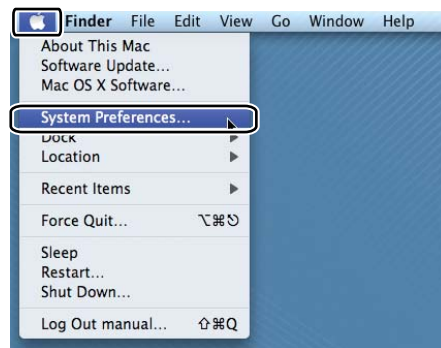 Finder File Edit View Go Window Help
About This Mac
Software Update...
Mac OS X Software...
System Preferences...
Dock
Location
Recent Items
Force Quit... ⌥⌘⎋
Sleep
Restart...
Shut Down...
Log Out manual... ⇧⌘Q